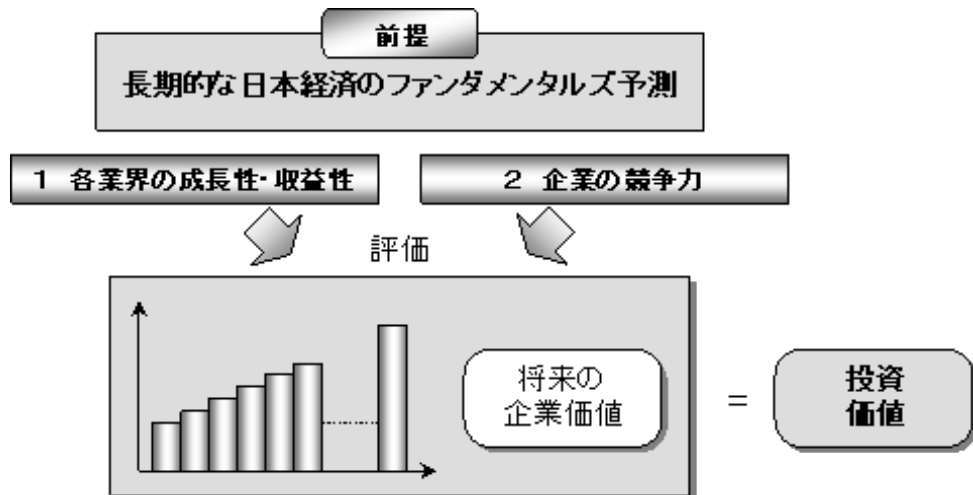 前提
長期的な日本経済のファンダメンタルズ予測
1 各業界の成長性・収益性
2 企業の競争力
評価
将来の
企業価値
=
投資
価値